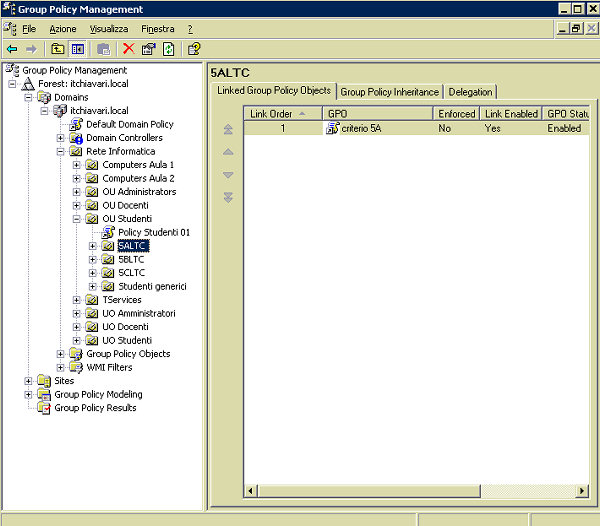 Group Policy Management
File Azione Visualizza Finestra ?
Group Policy Management
Forest: itchiavari.local
Domains
itchiavari.local
Default Domain Policy
Domain Controllers
Rete Informatica
Computers Aula 1
Computers Aula 2
OU Administrators
OU Docenti
OU Studenti
Policy Studenti 01
5ALTC
5BLTC
5CLTC
Studenti generici
TServices
UO Amministratori
UO Docenti
UO Studenti
Group Policy Objects
WMI Filters
Sites
Group Policy Modeling
Group Policy Results
5ALTC
Linked Group Policy Objects Group Policy Inheritance Delegation
Link Order GPO Enforced Link Enabled GPO Statu
1 criterio 5A No Yes Enabled